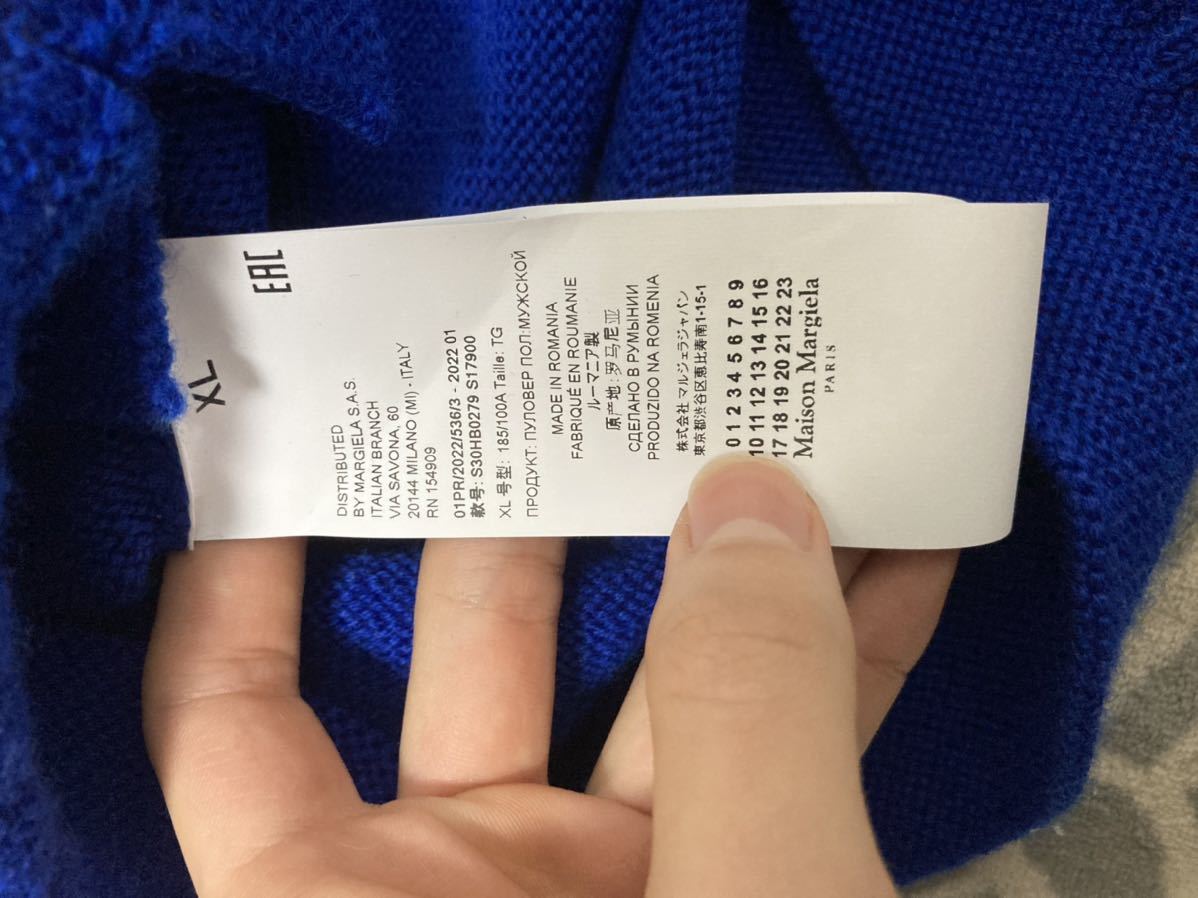 XL
EAC
DISTRIBUTED
BY MARGIELA S.A.S.
ITALIAN BRANCH
VIA SAVONA, 60
20144 MILANO (MI) - ITALY
RN 154909
01PR/2022/536/3 - 2022 01
款号: S30HB0279 S17900
XL 号型: 185/100A Taille: TG
ПРОДУКТ: ПУЛОВЕР ПОЛ:МУЖСКОЙ
MADE IN ROMANIA
FABRIQUÉ EN ROUMANIE
ルーマニア製
原产地:罗马尼亚
СДЕЛАНО В РУМЫНИИ
PRODUZIDO NA ROMENIA
株式会社 マルジェラジャパン
東京都渋谷区恵比寿南1-15-1
0 1 2 3 4 5 6 7 8 9
10 11 12 13 14 15 16
17 18 19 20 21 22 23
Maison Margiela
PARIS